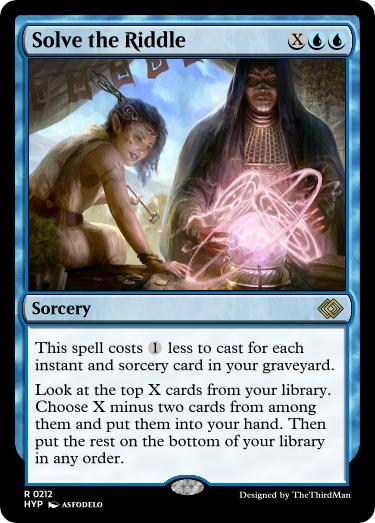 Solve the Riddle X
Sorcery
This spell costs 1 less to cast for each
instant and sorcery card in your graveyard.
Look at the top X cards from your library.
Choose X minus two cards from among
them and put them into your hand. Then
put the rest on the bottom of your library
in any order.
R 0212
Designed by TheThirdMan
HYP ASFODELO